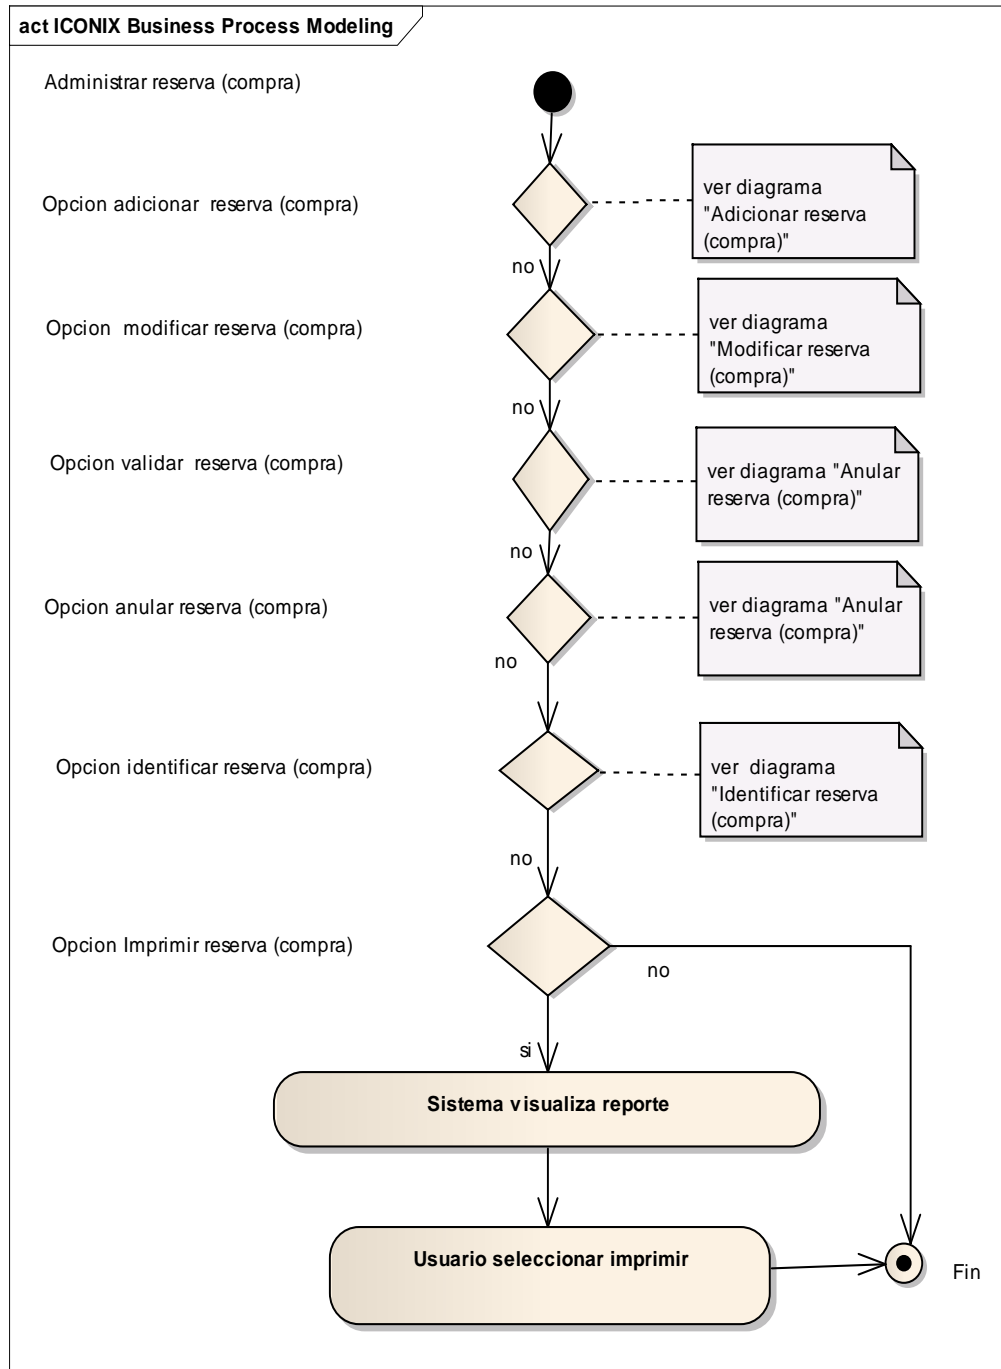 act ICONIX Business Process Modeling
Administrar reserva (compra)
Opcion adicionar  reserva (compra)
ver diagrama
"Adicionar reserva
(compra)"
no
Opcion  modificar reserva (compra)
ver diagrama
"Modificar reserva
(compra)"
no
Opcion validar  reserva (compra)
ver diagrama "Anular
reserva (compra)"
no
Opcion anular reserva (compra)
ver diagrama "Anular
reserva (compra)"
no
Opcion identificar reserva (compra)
ver  diagrama
"Identificar reserva
(compra)"
no
Opcion Imprimir reserva (compra)
no
si
Sistema visualiza reporte
Usuario seleccionar imprimir
Fin